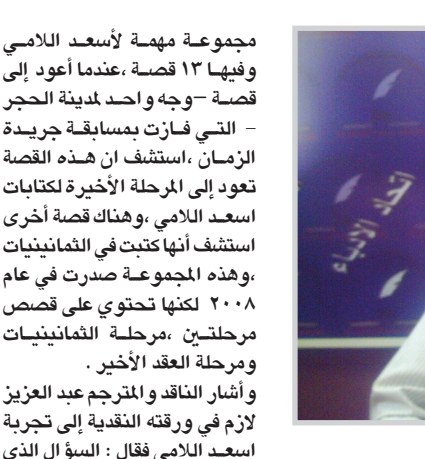 مجموعة مهمة لأسعد اللامي
وفيها ١٣ قصة ،عندما أعود إلى
قصة –وجه واحد لمدينة الحجر
– التي فازت بمسابقة جريدة
الزمان ،استشف ان هذه القصة
تعود إلى المرحلة الأخيرة لكتابات
اسعد اللامي ،وهناك قصة أخرى
استشف أنها كتبت في الثمانينيات
،وهذه المجموعة صدرت في عام
٢٠٠٨ لكنها تحتوي على قصص
مرحلتين ،مرحلة الثمانينيات
ومرحلة العقد الأخير .
وأشار الناقد والمترجم عبد العزيز
لازم في ورقته النقدية إلى تجربة
اسعد اللامي فقال : السؤال الذي
اتحاد الادباء